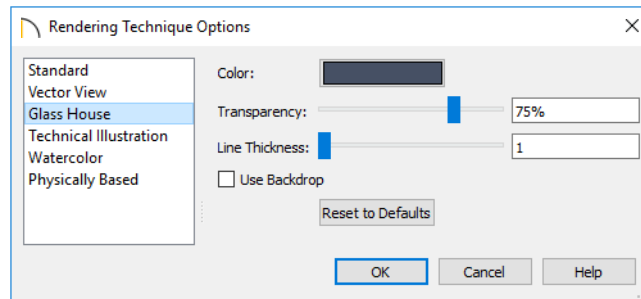 Rendering Technique Options
Standard
Vector View
Glass House
Technical Illustration
Watercolor
Physically Based
Color:
Transparency: 75%
Line Thickness: 1
Use Backdrop
Reset to Defaults
OK Cancel Help